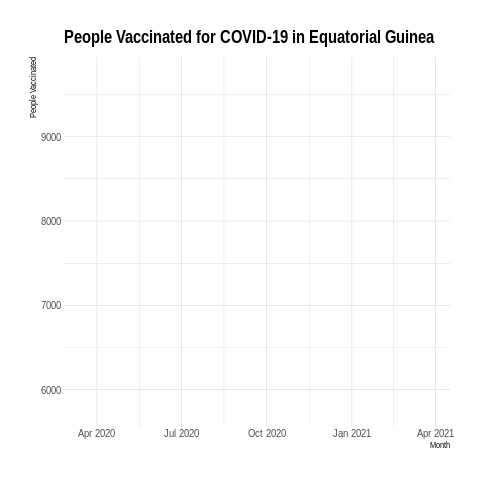 People Vaccinated for COVID-19 in Equatorial Guinea
People Vaccinated
9000
8000
7000
6000
Apr 2020 Jul 2020 Oct 2020 Jan 2021 Apr 2021
Month